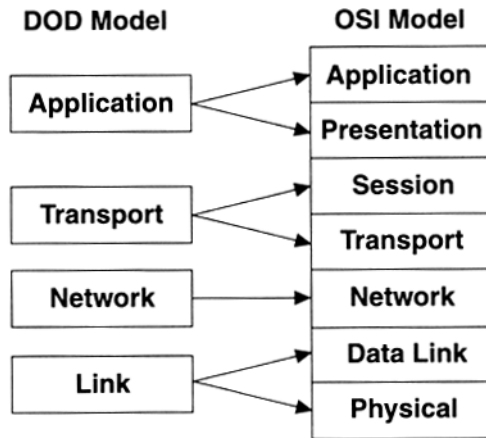 DOD Model
OSI Model
Application
Transport
Network
Link
Application
Presentation
Session
Transport
Network
Data Link
Physical